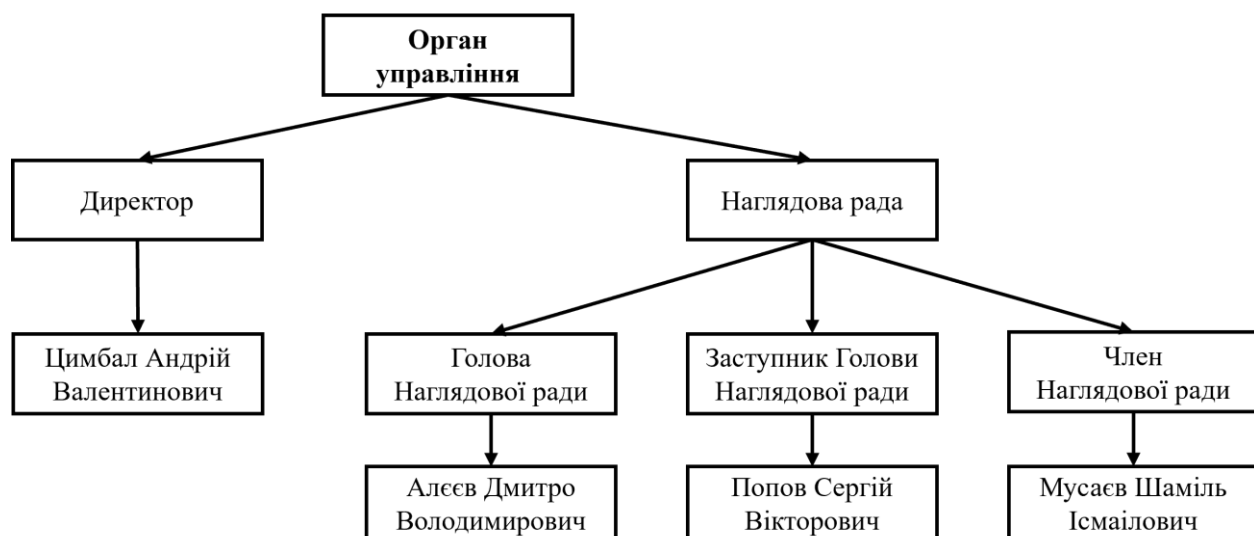 Орган
управління
Директор
Наглядова рада
Цимбал Андрій
Валентинович
Голова
Наглядової ради
Заступник Голови
Наглядової ради
Член
Наглядової ради
Алєєв Дмитро
Володимирович
Попов Сергій
Вікторович
Мусаєв Шаміль
Ісмаілович